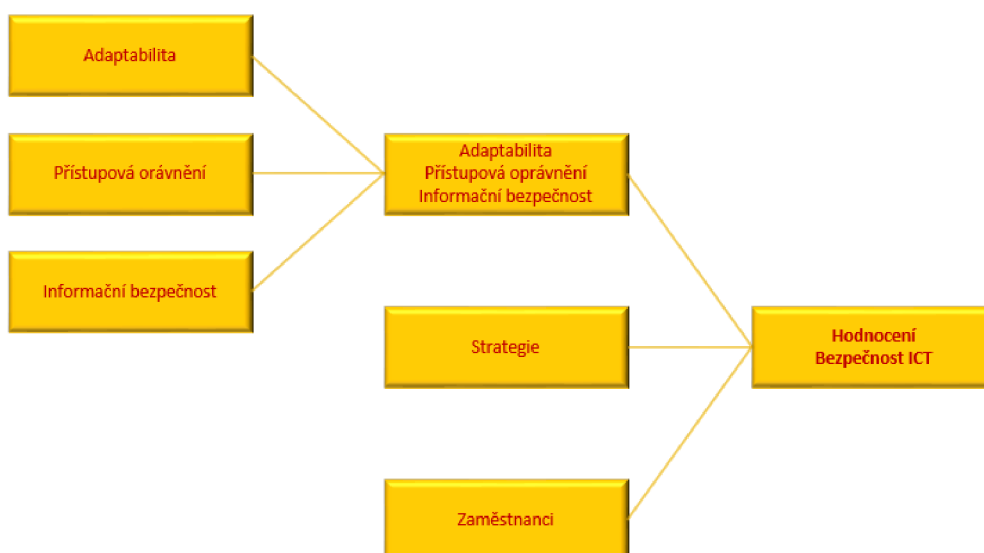 Adaptabilita
Přístupová orávnění
Informační bezpečnost
Adaptabilita
Přístupová oprávnění
Informační bezpečnost
Strategie
Zaměstnanci
Hodnocení
Bezpečnost ICT